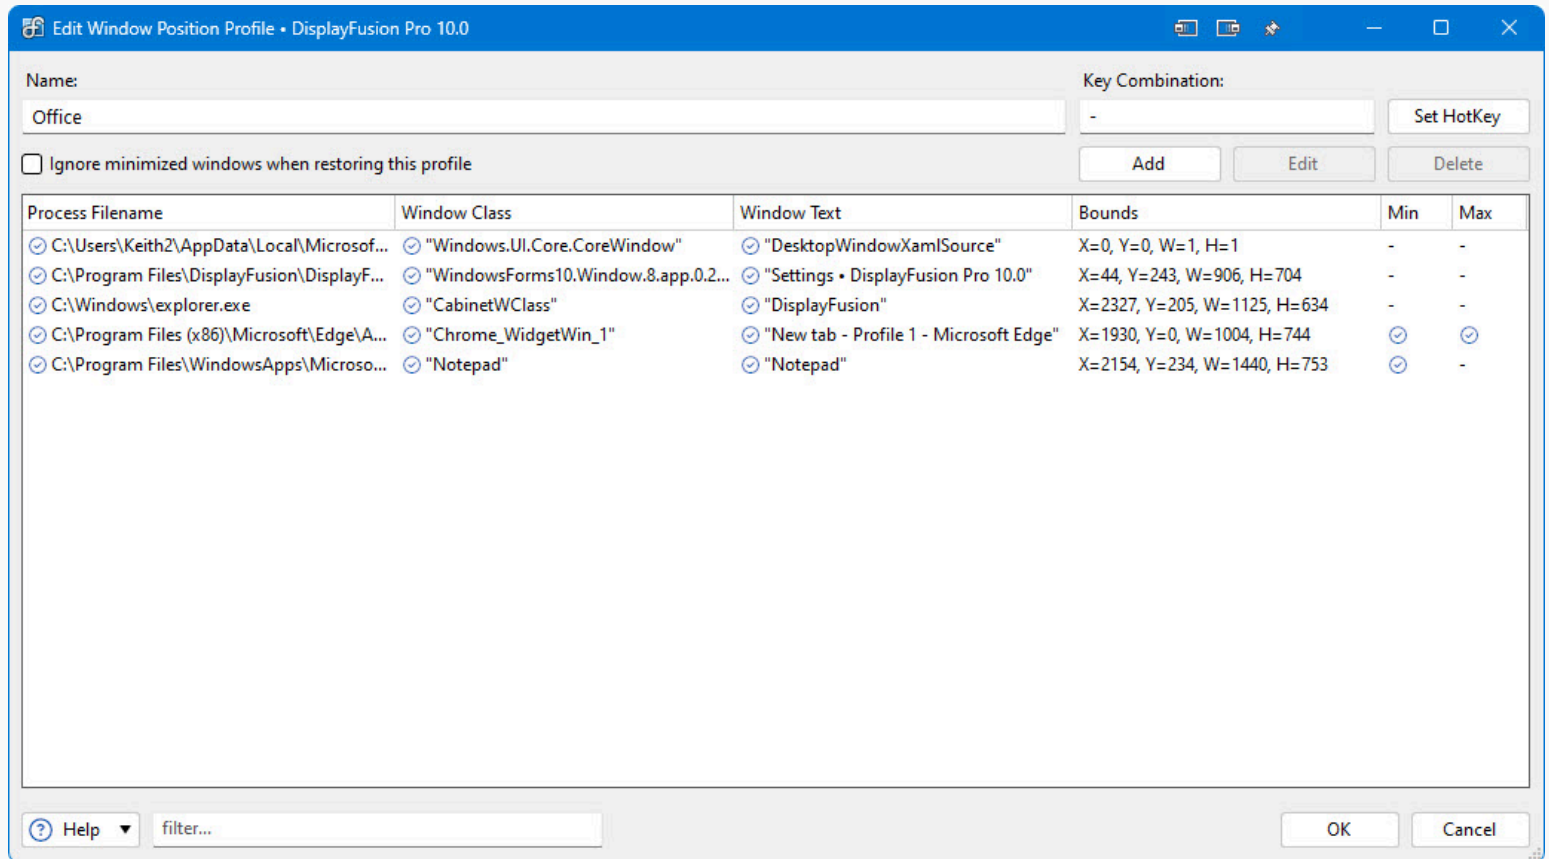 Edit Window Position Profile • DisplayFusion Pro 10.0
Name: Key Combination:
Office - Set HotKey
Ignore minimized windows when restoring this profile Add Edit Delete
Process Filename Window Class Window Text Bounds Min Max
C:\Users\Keith2\AppData\Local\Microsof... "Windows.UI.Core.CoreWindow" "DesktopWindowXamlSource" X=0, Y=0, W=1, H=1 - -
C:\Program Files\DisplayFusion\DisplayF... "WindowsForms10.Window.8.app.0.2... "Settings • DisplayFusion Pro 10.0" X=44, Y=243, W=906, H=704 - -
C:\Windows\explorer.exe "CabinetWClass" "DisplayFusion" X=2327, Y=205, W=1125, H=634 - -
C:\Program Files (x86)\Microsoft\Edge\A... "Chrome_WidgetWin_1" "New tab - Profile 1 - Microsoft Edge" X=1930, Y=0, W=1004, H=744
C:\Program Files\WindowsApps\Microso... "Notepad" "Notepad" X=2154, Y=234, W=1440, H=753 -
? Help filter... OK Cancel